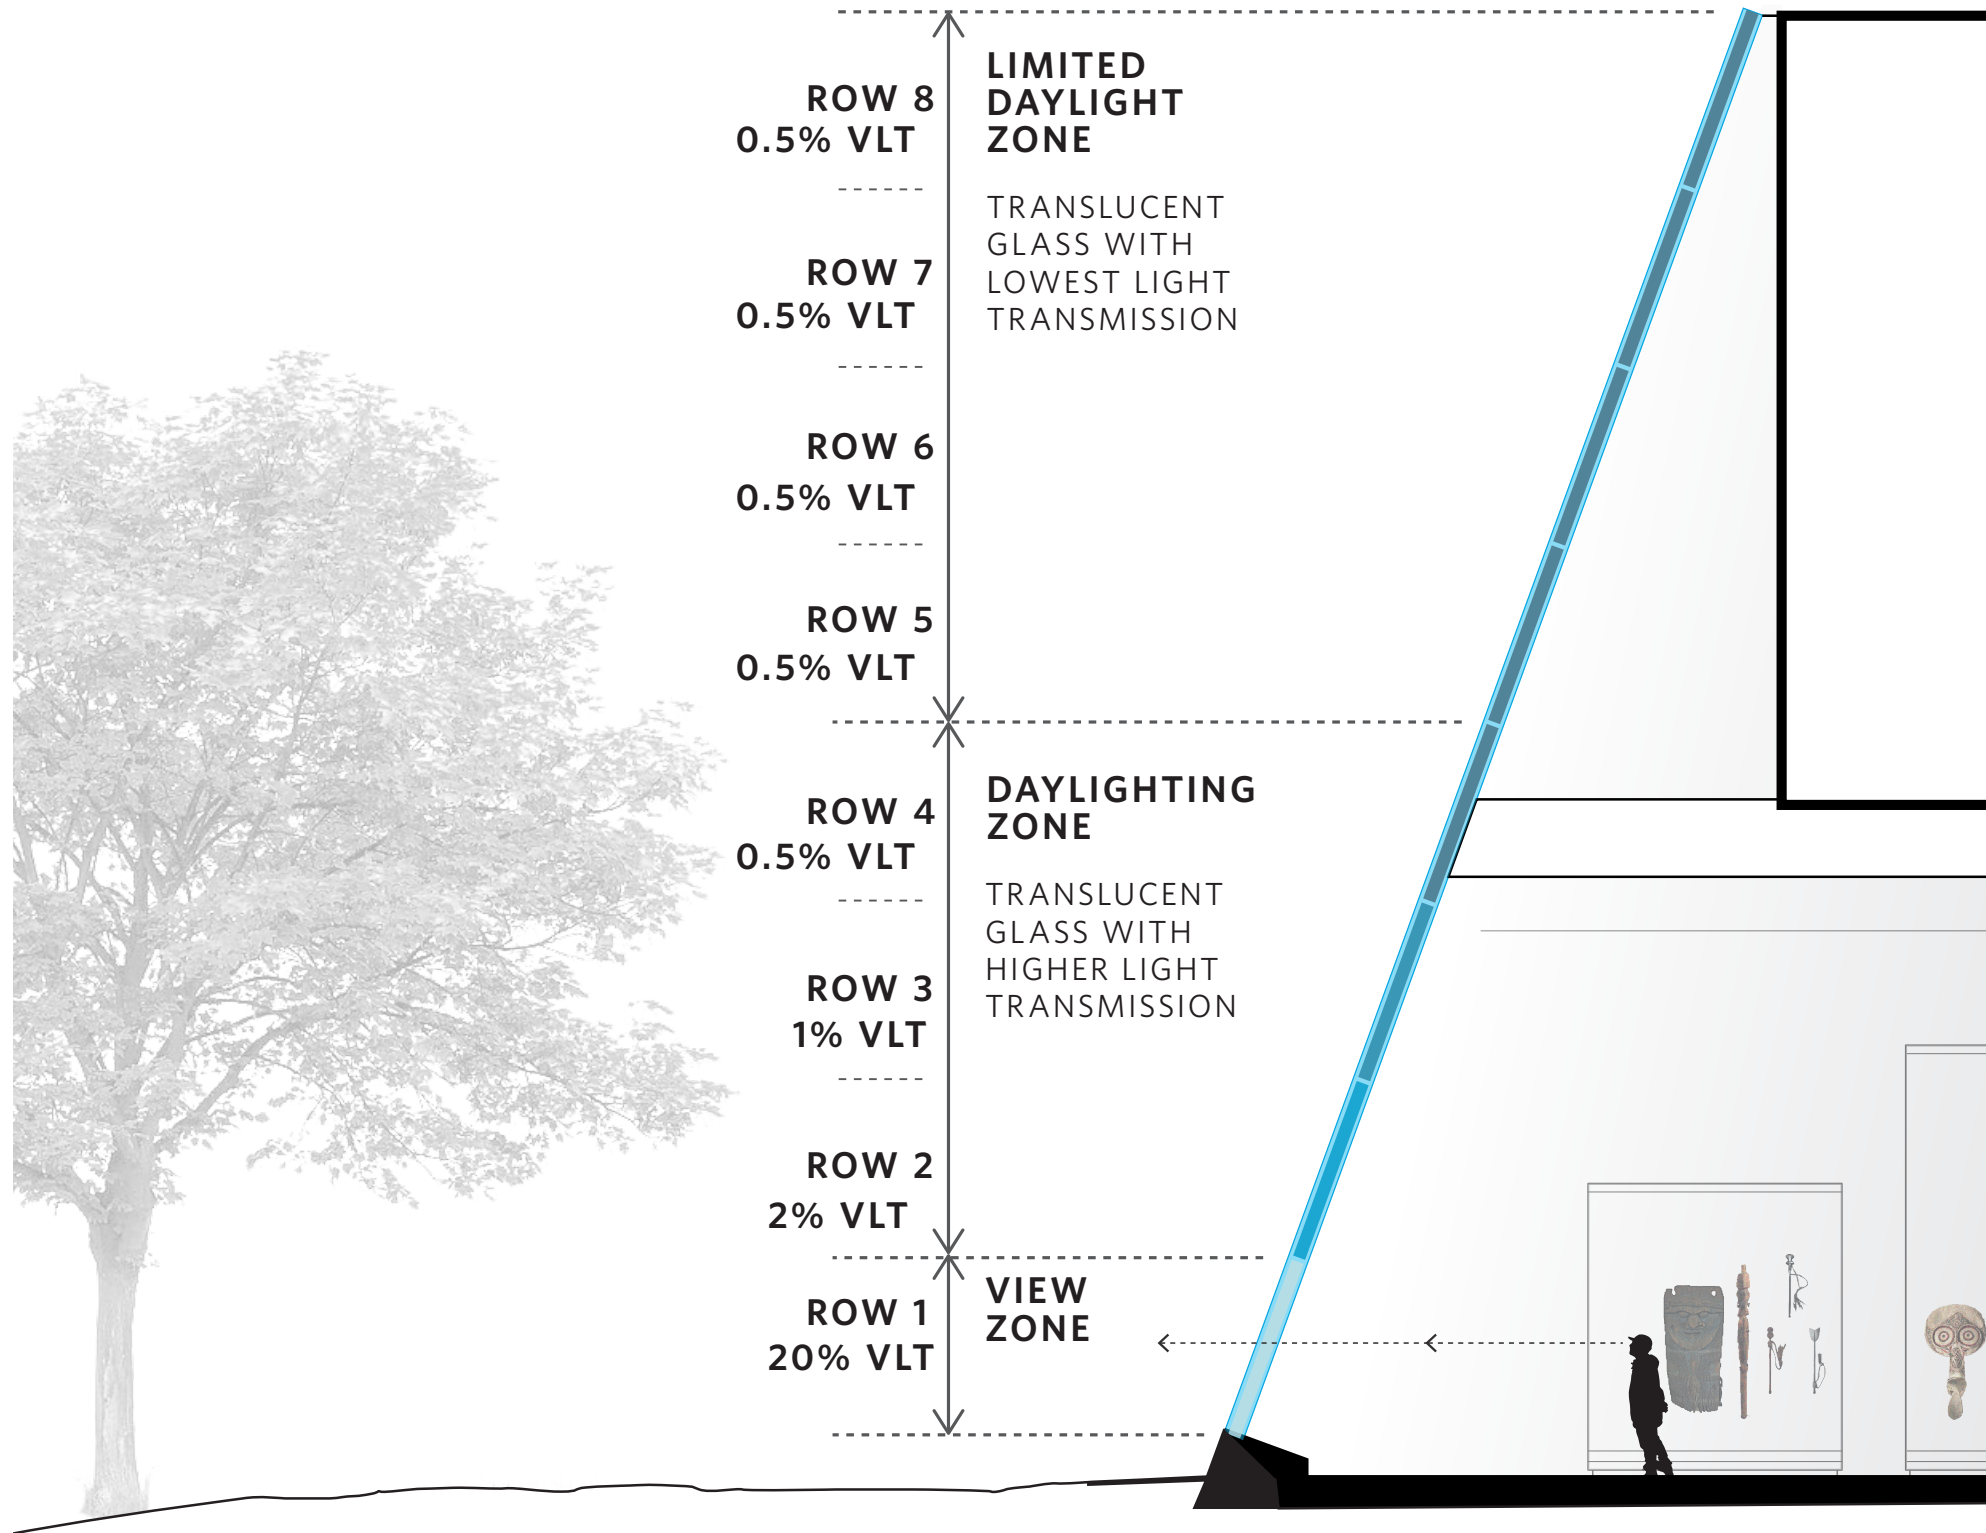 ROW 8
0.5% VLT
LIMITED
DAYLIGHT
ZONE
TRANSLUCENT
GLASS WITH
LOWEST LIGHT
TRANSMISSION
ROW 7
0.5% VLT
ROW 6
0.5% VLT
ROW 5
0.5% VLT
ROW 4
0.5% VLT
DAYLIGHTING
ZONE
TRANSLUCENT
GLASS WITH
HIGHER LIGHT
TRANSMISSION
ROW 3
1% VLT
ROW 2
2% VLT
ROW 1
20% VLT
VIEW
ZONE